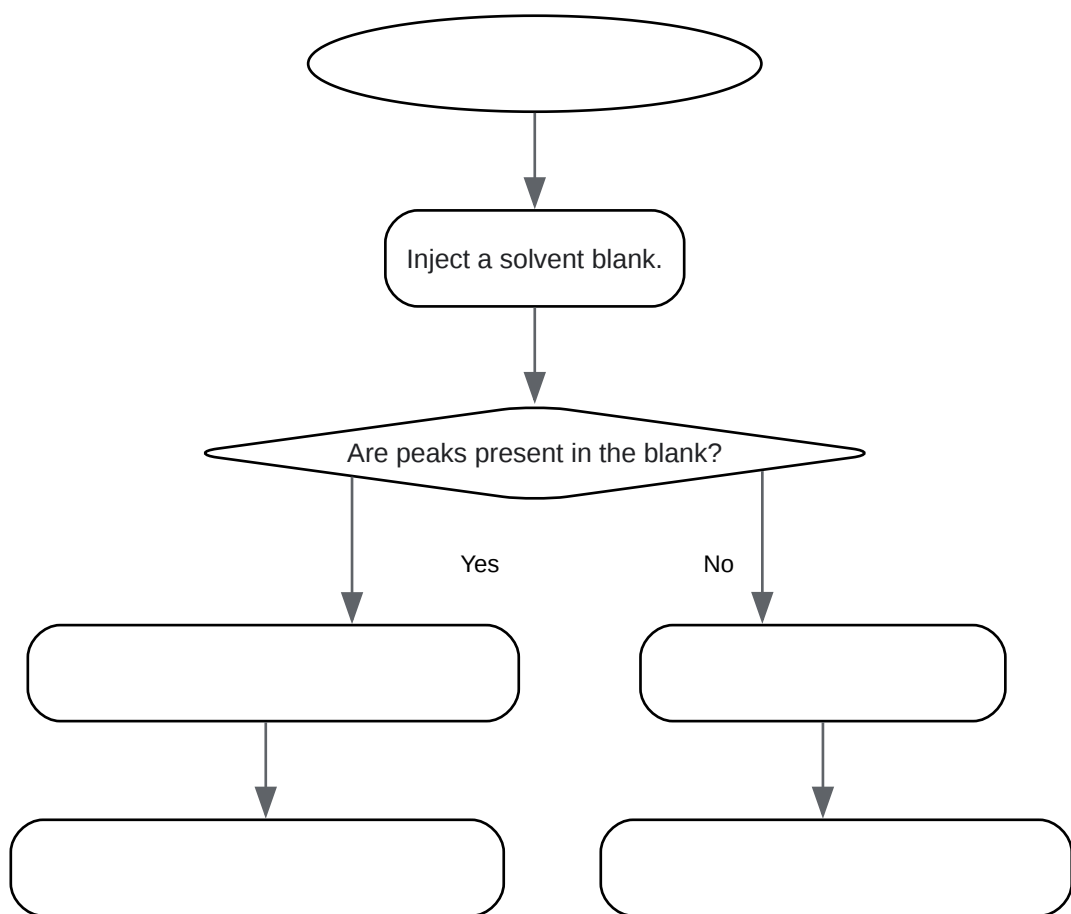 Inject a solvent blank.
Are peaks present in the blank?
Yes
No